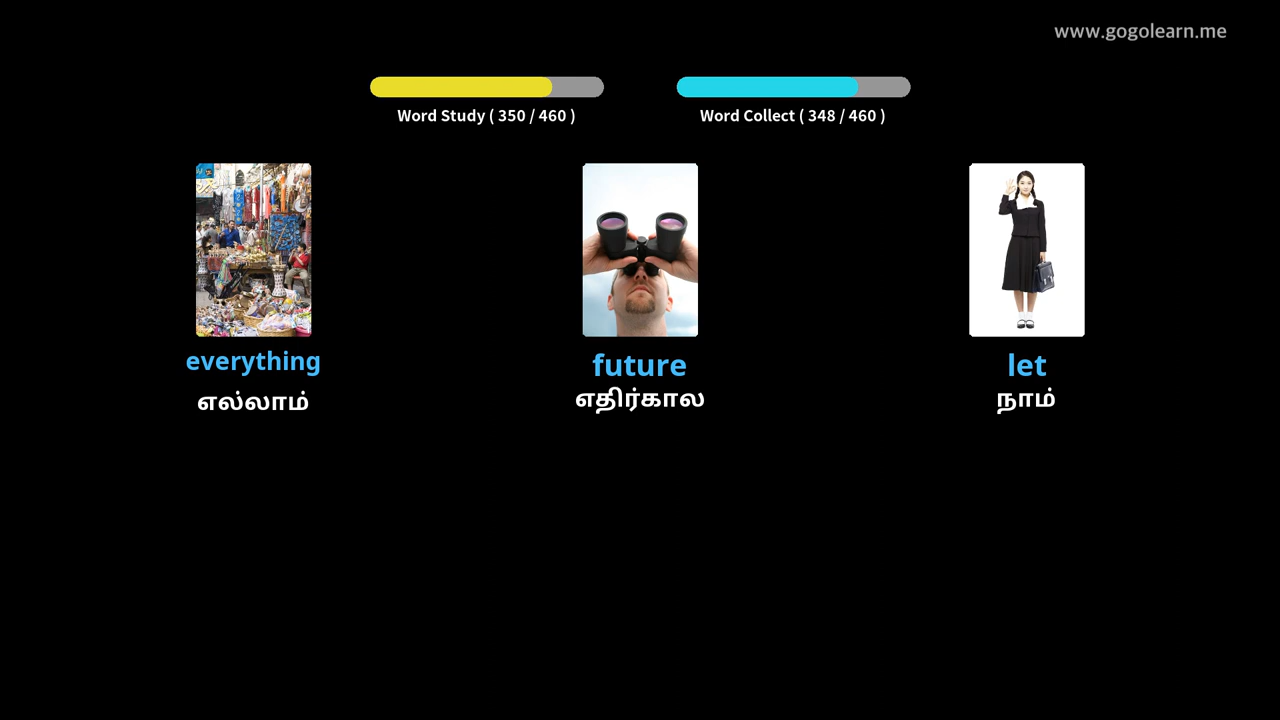 www.gogolearn.me
Word Study ( 350 / 460 )
Word Collect ( 348 / 460 )
everything
future
let
எல்லாம்
எதிர்கால
நாம்